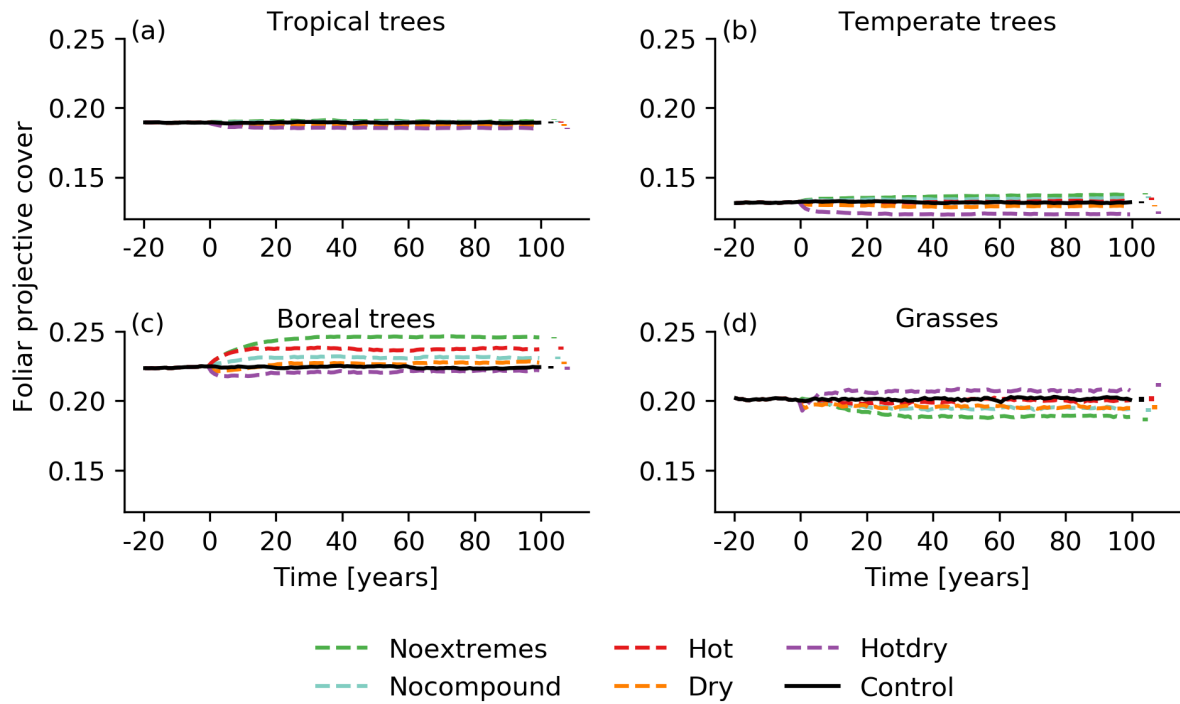 (a) Tropical trees
(b) Temperate trees
0.25
0.20
0.15
-20 0 20 40 60 80 100
0.25
0.20
0.15
-20 0 20 40 60 80 100
Foliar projective cover
(c) Boreal trees
(d) Grasses
0.25
0.20
0.15
-20 0 20 40 60 80 100
Time [years]
0.25
0.20
0.15
-20 0 20 40 60 80 100
Time [years]
Noextremes Hot Hotdry
Nocompound Dry Control